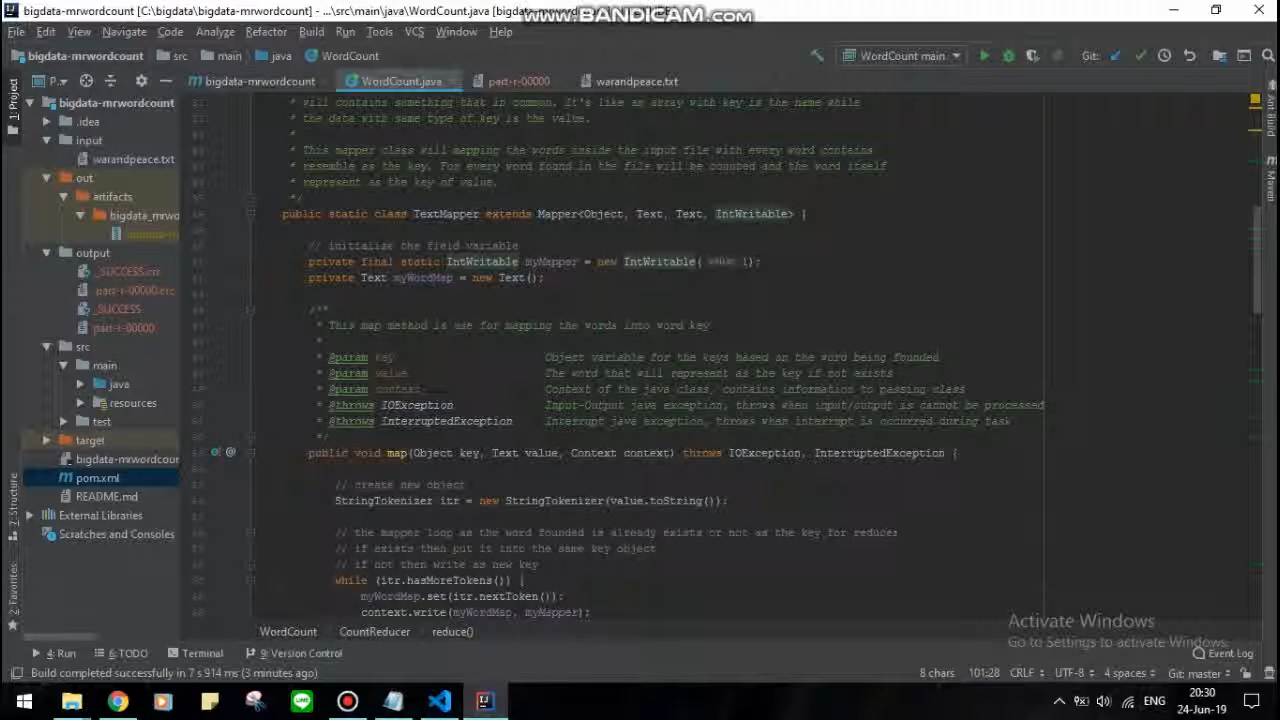 www.BANDICAM.com
bigdata-mrwordcount [C:\bigdata\bigdata-mrwordcount] - ...\src\main\java\WordCount.java [bigdata-
File Edit View Navigate Code Analyze Refactor Build Run Tools VCS Window Help
bigdata-mrwordcount src main java WordCount WordCount main Git:
1: Project P.. bigdata-mrwordcount WordCount.java part-r-00000 warandpeace.txt
bigdata-mrwordcount
.idea
input
warandpeace.txt
out
artifacts
bigdata_mrwo
output
._SUCCESS.crc
.part-r-00000.crc
_SUCCESS
part-r-00000
src
main
java
resources
test
target
bigdata-mrwordcour
pom.xml
README.md
External Libraries
Scratches and Consoles
* will contains something that in common. It's like an array with key is the name while
* the data with same type of key is the value.
*
* This mapper class will mapping the words inside the input file with every word contains
* resemble as the key. For every word found in the file will be counted and the word itself
* represent as the key of value.
*/
public static class TextMapper extends Mapper<Object, Text, Text, IntWritable> {
// initialize the field variable
private final static IntWritable myMapper = new IntWritable( value: 1);
private Text myWordMap = new Text();
/**
* This map method is use for mapping the words into word key
*
* @param key Object variable for the keys based on the word being founded
* @param value The word that will represent as the key if not exists
* @param context Context of the java class, contains information to passing class
* @throws IOException Input-Output java exception, throws when input/output is cannot be processed
* @throws InterruptedException Interrupt java exception, throws when interrupt is occurred during task
*/
public void map(Object key, Text value, Context context) throws IOException, InterruptedException {
// create new object
StringTokenizer itr = new StringTokenizer(value.toString());
// the mapper loop as the word founded is already exists or not as the key for reduces
// if exists then put it into the same key object
// if not then write as new key
while (itr.hasMoreTokens()) {
myWordMap.set(itr.nextToken());
context.write(myWordMap, myMapper);
WordCount CountReducer reduce()
Ant Build
Maven
7: Structure
2: Favorites
Activate Windows
Go to Settings to activate Windows.
4: Run 6: TODO Terminal 9: Version Control Event Log
Build completed successfully in 7 s 914 ms (3 minutes ago) 8 chars 101:28 CRLF UTF-8 4 spaces Git: master
LINE ENG 20:30
24-Jun-19